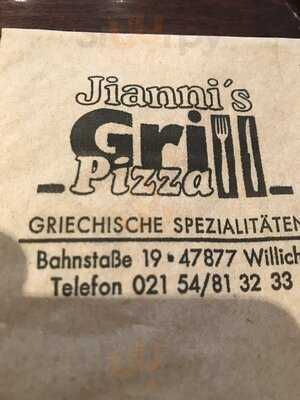 Jianni´s
Grill
Pizza
GRIECHISCHE SPEZIALITÄTEN
Bahnstaße 19 • 47877 Willich
Telefon 021 54/81 32 33